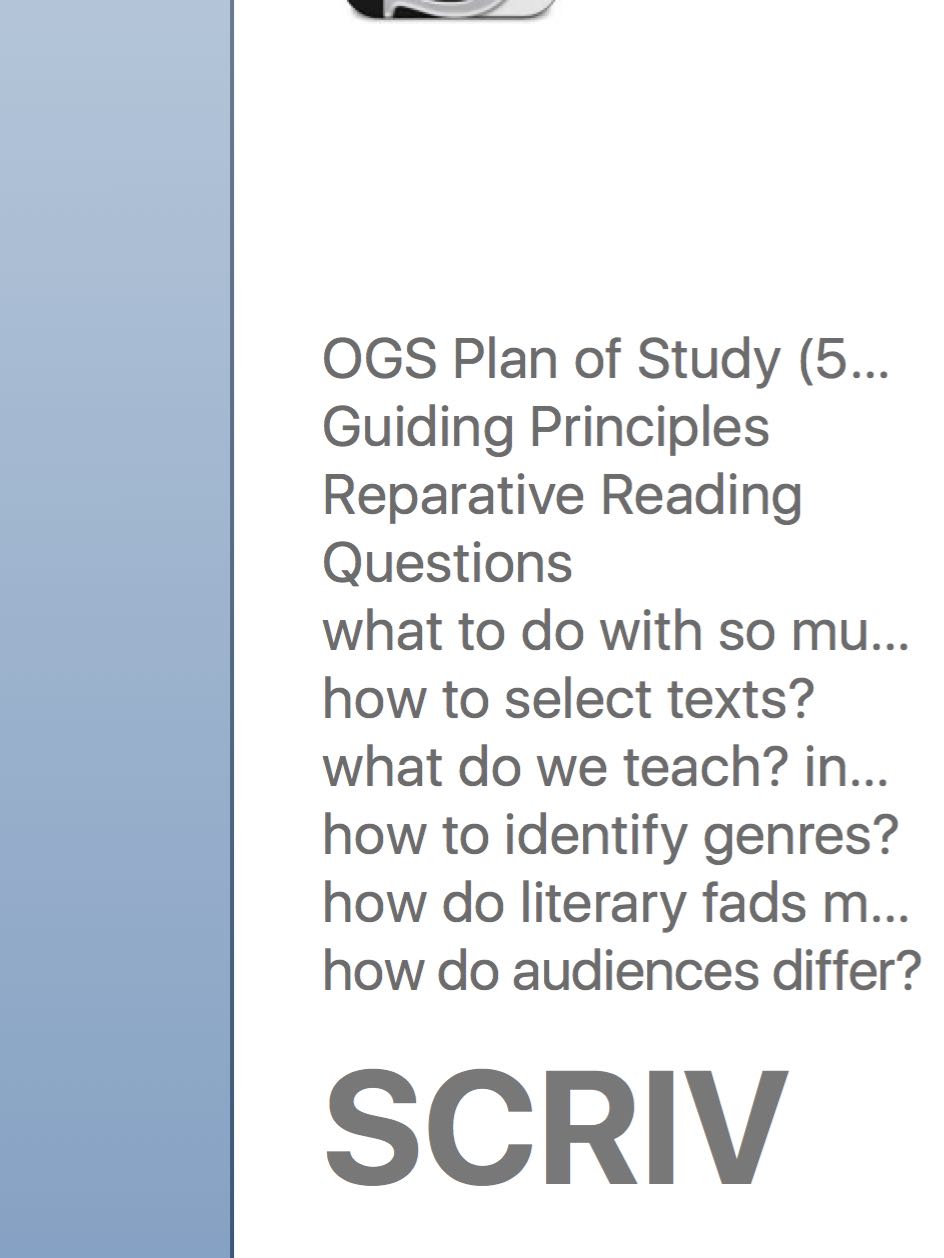 OGS Plan of Study (5...
Guiding Principles
Reparative Reading
Questions
what to do with so mu...
how to select texts?
what do we teach? in...
how to identify genres?
how do literary fads m...
how do audiences differ?
SCRIV